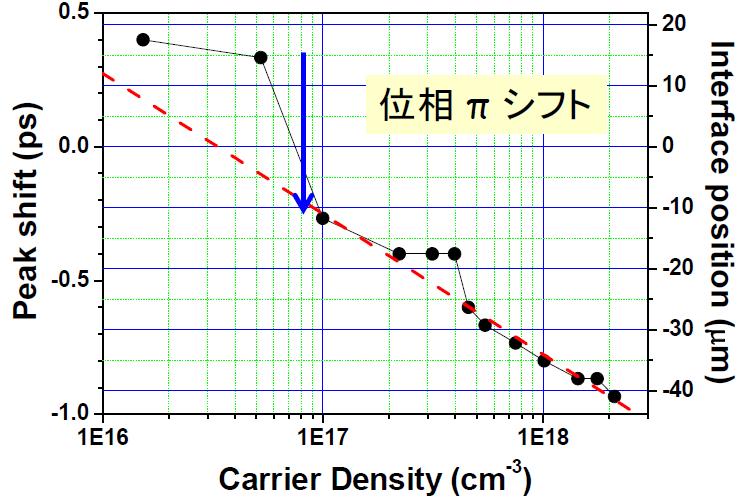 0.5
0.0
-0.5
-1.0
Peak shift (ps)
位相 π シフト
20
10
0
-10
-20
-30
-40
Interface position (μm)
1E16
1E17
1E18
Carrier Density (cm-3)